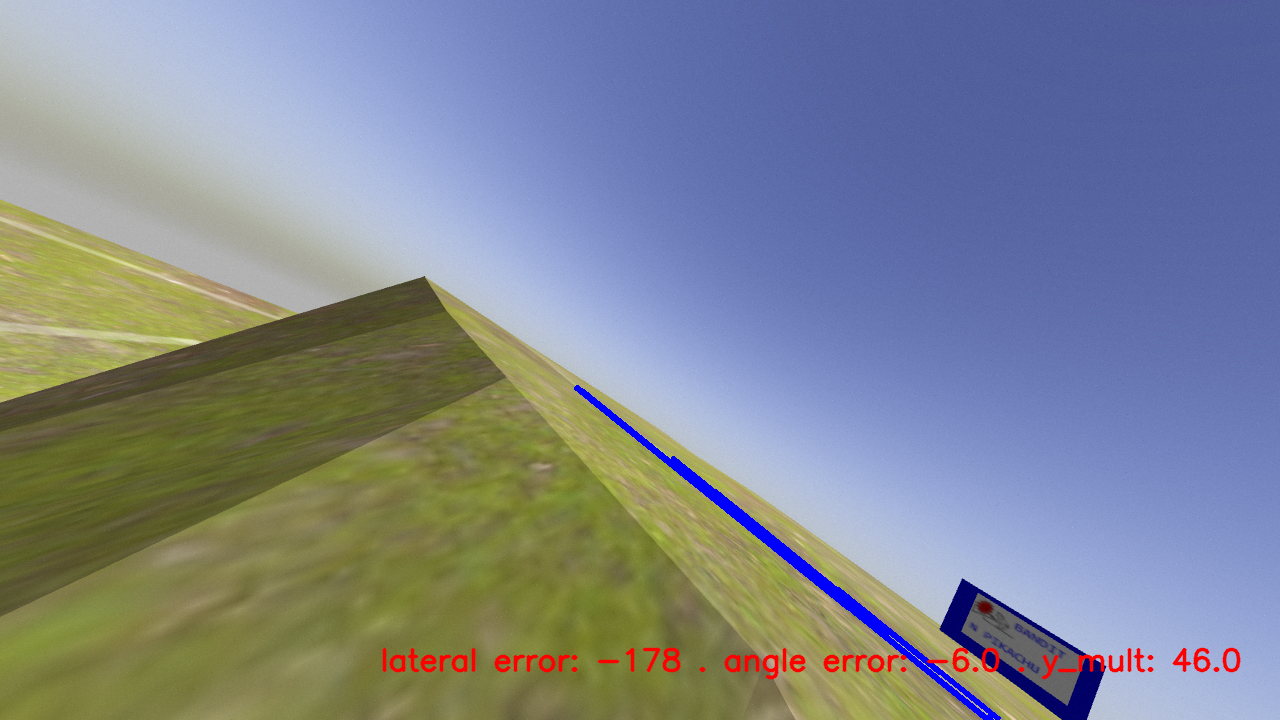 BANDIT
N PIKACHU
lateral error: -178 . angle error: -6.0 . y_mult: 46.0